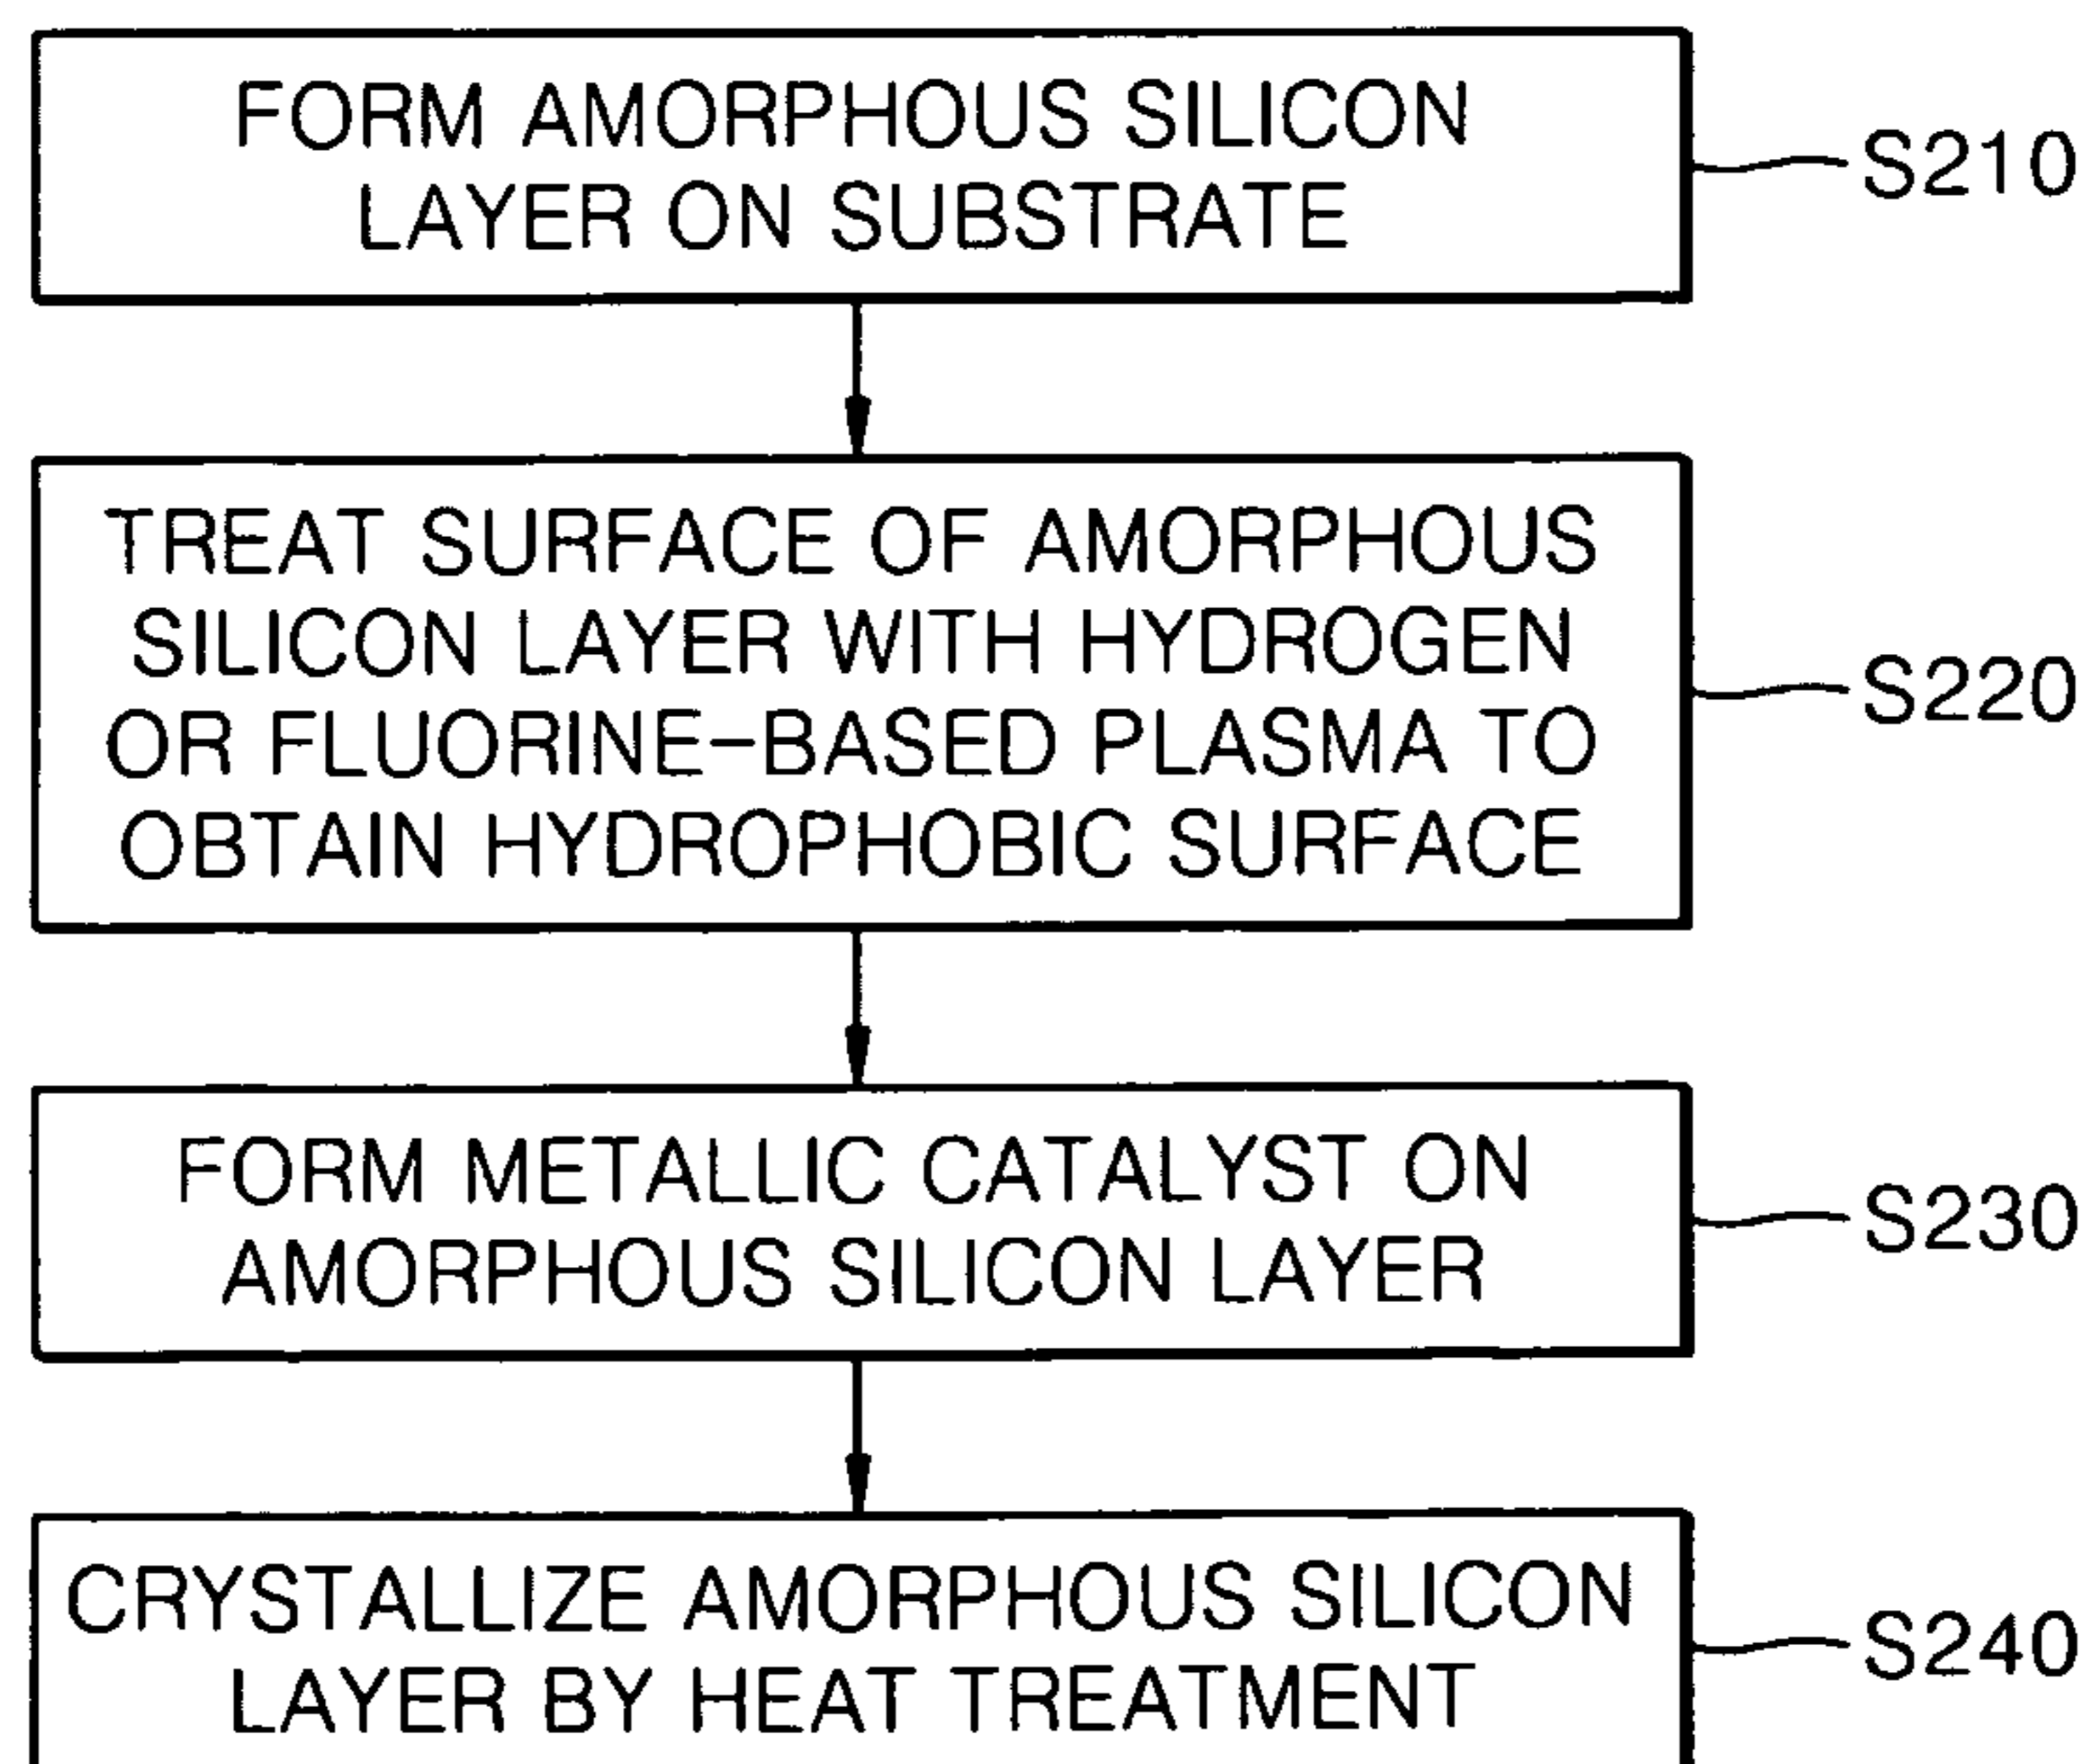 FORM AMORPHOUS SILICON
LAYER ON SUBSTRATE
S210
TREAT SURFACE OF AMORPHOUS
SILICON LAYER WITH HYDROGEN
OR FLUORINE-BASED PLASMA TO
OBTAIN HYDROPHOBIC SURFACE
S220
FORM METALLIC CATALYST ON
AMORPHOUS SILICON LAYER
S230
CRYSTALLIZE AMORPHOUS SILICON
LAYER BY HEAT TREATMENT
S240